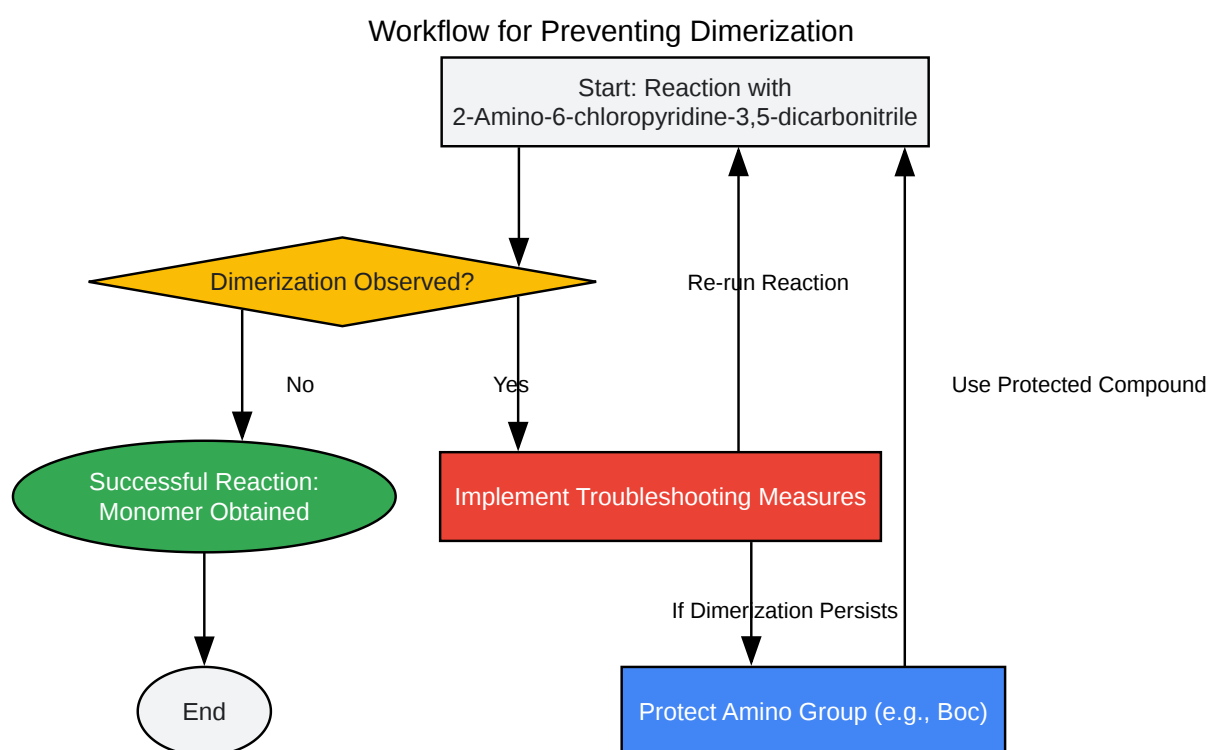 Workflow for Preventing Dimerization
Start: Reaction with
2-Amino-6-chloropyridine-3,5-dicarbonitrile
Dimerization Observed?
Re-run Reaction
No
Yes
Use Protected Compound
Successful Reaction:
Monomer Obtained
Implement Troubleshooting Measures
If Dimerization Persists
End
Protect Amino Group (e.g., Boc)